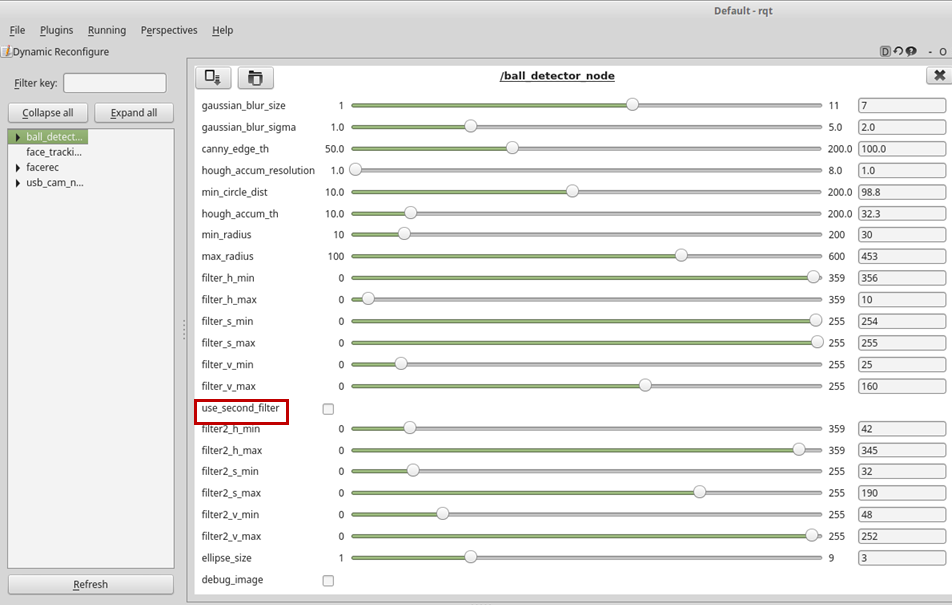 Default - rqt
File Plugins Running Perspectives Help
Dynamic Reconfigure D - O
Filter key:
Collapse all Expand all
ball_detect...
face_tracki...
facerec
usb_cam_n...
Refresh
/ball_detector_node
gaussian_blur_size 1 11 7
gaussian_blur_sigma 1.0 5.0 2.0
canny_edge_th 50.0 200.0 100.0
hough_accum_resolution 1.0 8.0 1.0
min_circle_dist 10.0 200.0 98.8
hough_accum_th 10.0 200.0 32.3
min_radius 10 200 30
max_radius 100 600 453
filter_h_min 0 359 356
filter_h_max 0 359 10
filter_s_min 0 255 254
filter_s_max 0 255 255
filter_v_min 0 255 25
filter_v_max 0 255 160
use_second_filter
filter2_h_min 0 359 42
filter2_h_max 0 359 345
filter2_s_min 0 255 32
filter2_s_max 0 255 190
filter2_v_min 0 255 48
filter2_v_max 0 255 252
ellipse_size 1 9 3
debug_image